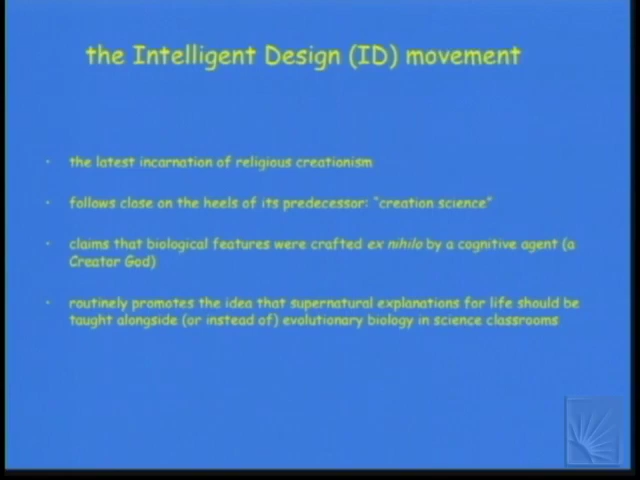 the Intelligent Design (ID) movement
· the latest incarnation of religious creationism
· follows close on the heels of its predecessor: "creation science"
· claims that biological features were crafted ex nihilo by a cognitive agent (a
Creator God)
· routinely promotes the idea that supernatural explanations for life should be
taught alongside (or instead of) evolutionary biology in science classrooms